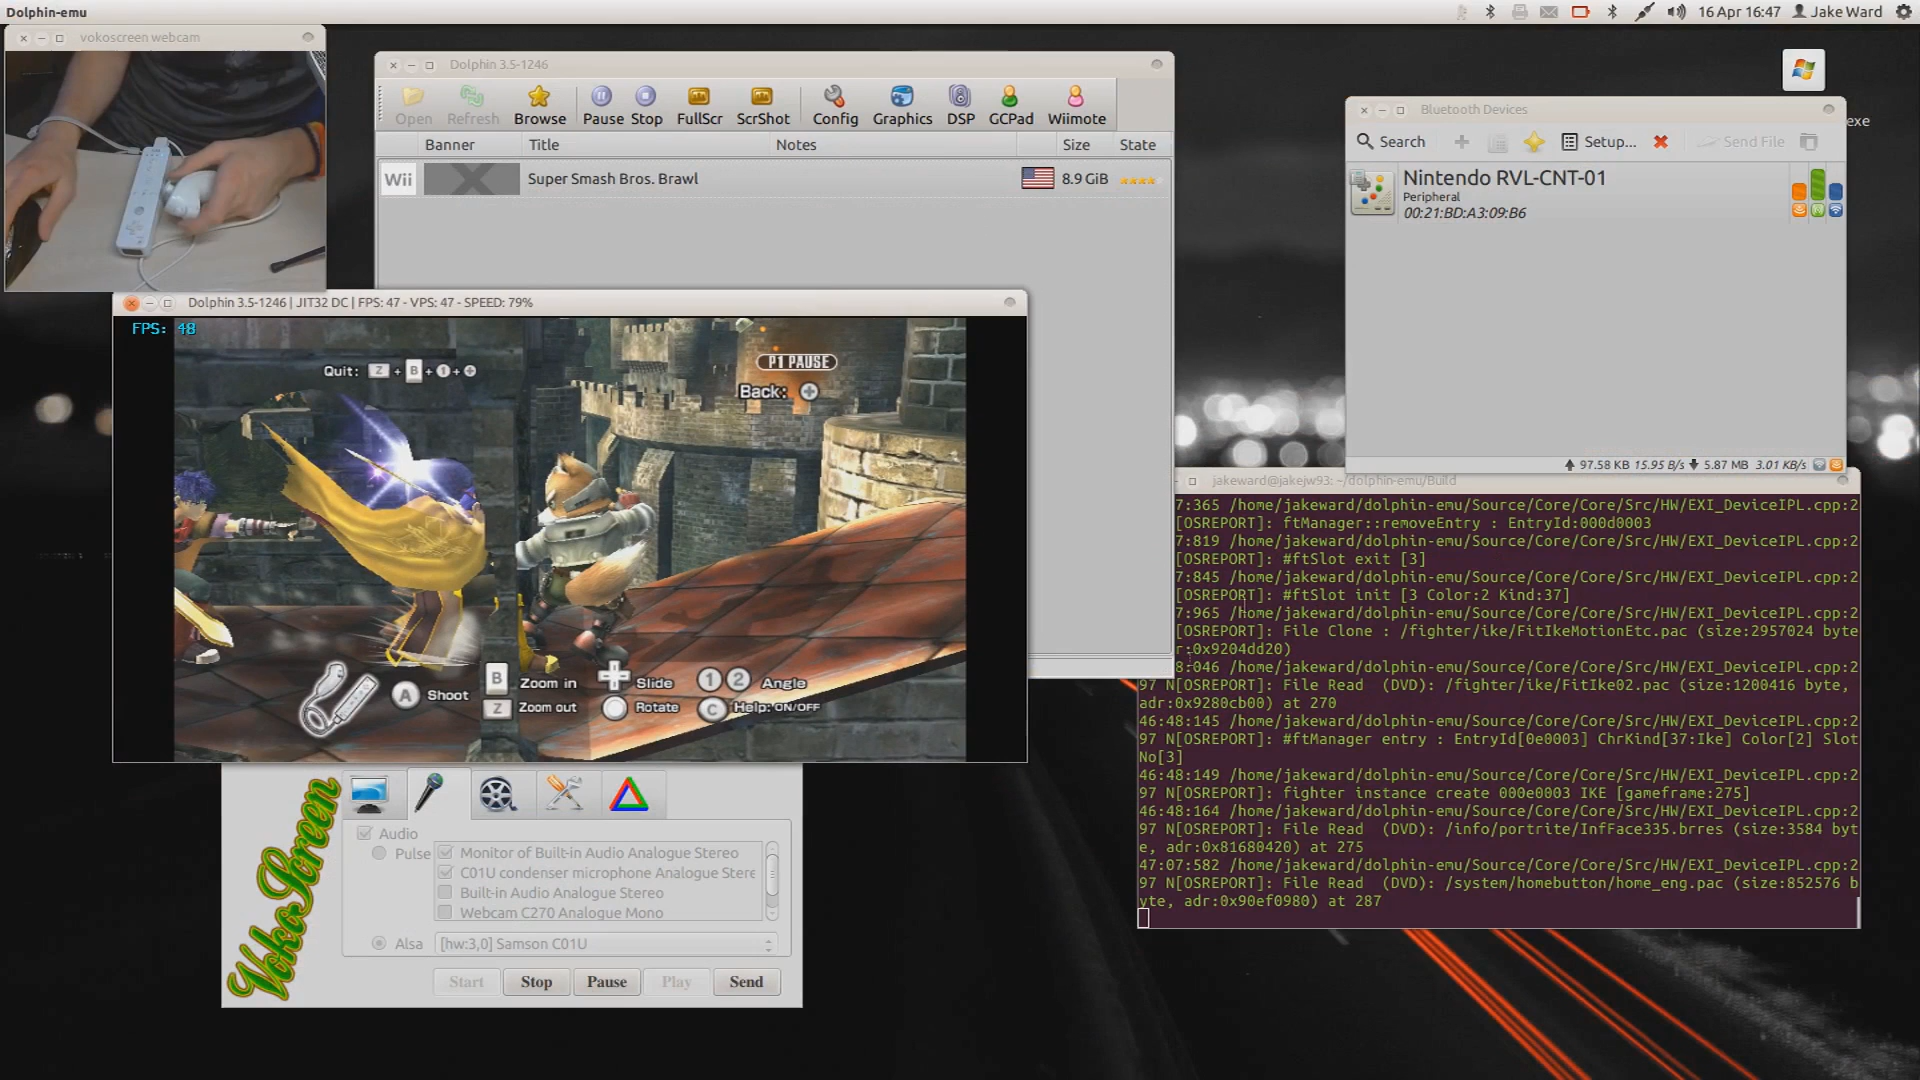 Dolphin-emu
16 Apr 16:47
Jake Ward
vokoscreen webcam
Dolphin 3.5-1246
Open
Refresh
Browse
Pause
Stop
FullScr
ScrShot
Config
Graphics
DSP
GCPad
Wiimote
Banner
Title
Notes
Size
State
Wii
Super Smash Bros. Brawl
8.9 GiB
Bluetooth Devices
exe
Search
Setup...
Send File
Nintendo RVL-CNT-01
Peripheral
00:21:BD:A3:09:B6
97.58 KB 15.95 B/s
5.87 MB 3.01 KB/s
Dolphin 3.5-1246 | JIT32 DC | FPS: 47 - VPS: 47 - SPEED: 79%
FPS: 48
Quit: Z + B + 1 + +
P1 PAUSE
Back: +
A Shoot
B Zoom in
Z Zoom out
Slide
Rotate
1 2 Angle
C Help: ON/OFF
jakeward@jakejw93: ~/dolphin-emu/Build
7:365 /home/jakeward/dolphin-emu/Source/Core/Core/Src/HW/EXI_DeviceIPL.cpp:2
[OSREPORT]: ftManager::removeEntry : EntryId:000d0003
7:819 /home/jakeward/dolphin-emu/Source/Core/Core/Src/HW/EXI_DeviceIPL.cpp:2
[OSREPORT]: #ftSlot exit [3]
7:845 /home/jakeward/dolphin-emu/Source/Core/Core/Src/HW/EXI_DeviceIPL.cpp:2
[OSREPORT]: #ftSlot init [3 Color:2 Kind:37]
7:965 /home/jakeward/dolphin-emu/Source/Core/Core/Src/HW/EXI_DeviceIPL.cpp:2
[OSREPORT]: File Clone : /fighter/ike/FitIkeMotionEtc.pac (size:2957024 byte
r:0x9204dd20)
8:046 /home/jakeward/dolphin-emu/Source/Core/Core/Src/HW/EXI_DeviceIPL.cpp:2
97 N[OSREPORT]: File Read  (DVD): /fighter/ike/FitIke02.pac (size:1200416 byte,
adr:0x9280cb00) at 270
46:48:145 /home/jakeward/dolphin-emu/Source/Core/Core/Src/HW/EXI_DeviceIPL.cpp:2
97 N[OSREPORT]: #ftManager entry : EntryId[0e0003] ChrKind[37:Ike] Color[2] Slot
No[3]
46:48:149 /home/jakeward/dolphin-emu/Source/Core/Core/Src/HW/EXI_DeviceIPL.cpp:2
97 N[OSREPORT]: fighter instance create 000e0003 IKE [gameframe:275]
46:48:164 /home/jakeward/dolphin-emu/Source/Core/Core/Src/HW/EXI_DeviceIPL.cpp:2
97 N[OSREPORT]: File Read  (DVD): /info/portrite/InfFace335.brres (size:3584 byt
e, adr:0x81680420) at 275
47:07:582 /home/jakeward/dolphin-emu/Source/Core/Core/Src/HW/EXI_DeviceIPL.cpp:2
97 N[OSREPORT]: File Read  (DVD): /system/homebutton/home_eng.pac (size:852576 b
yte, adr:0x90ef0980) at 287
VokoScreen
Audio
Pulse
Monitor of Built-in Audio Analogue Stereo
C01U condenser microphone Analogue Stere
Built-in Audio Analogue Stereo
Webcam C270 Analogue Mono
Alsa
[hw:3,0] Samson C01U
Start
Stop
Pause
Play
Send